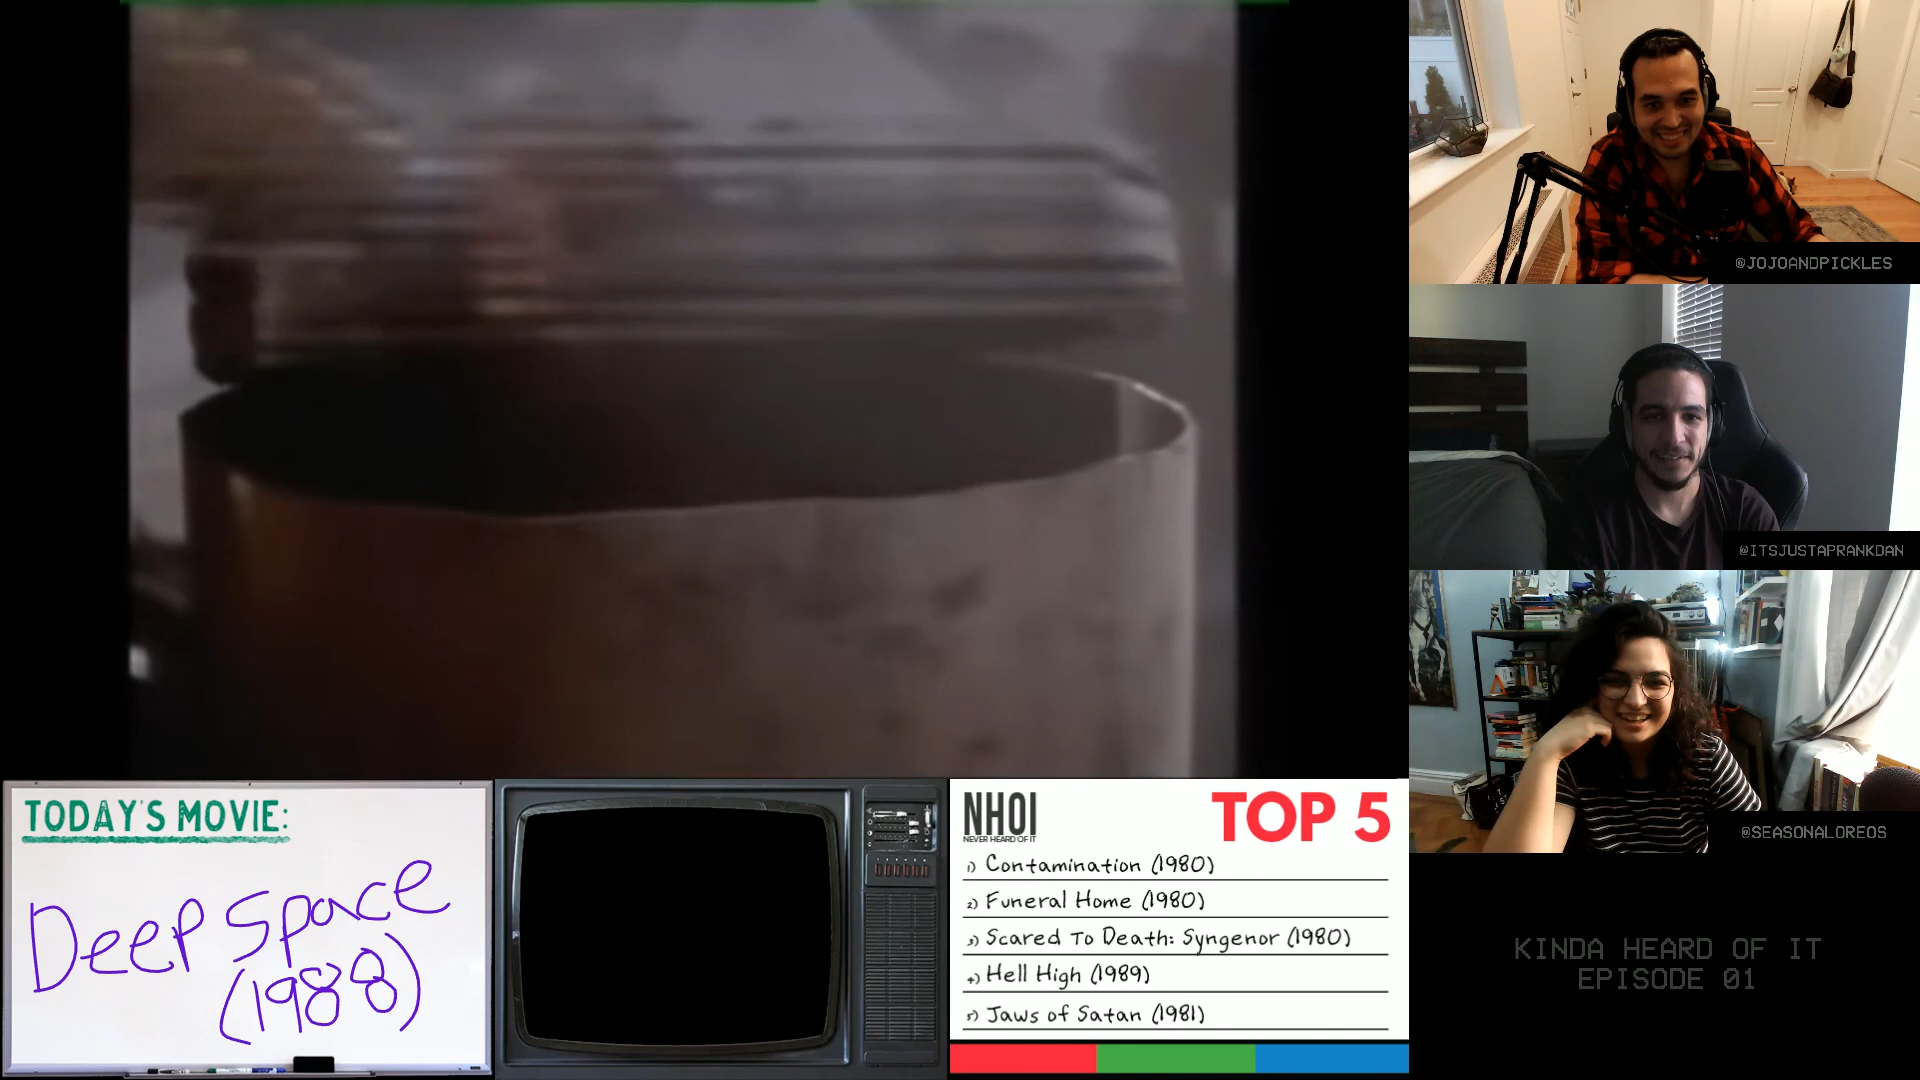 @JOJOANDPICKLES
@ITSJUSTAPRANKDAN
@SEASONALOREOS
TODAY'S MOVIE:
Deep Space
(1988)
NHOI
NEVER HEARD OF IT
TOP 5
1) Contamination (1980)
2) Funeral Home (1980)
3) Scared To Death: Syngenor (1980)
4) Hell High (1989)
5) Jaws of Satan (1981)
KINDA HEARD OF IT
EPISODE 01